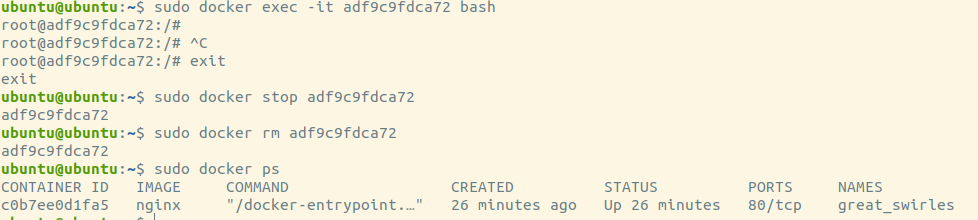 ubuntu@ubuntu:~$ sudo docker exec -it adf9c9fdca72 bash
root@adf9c9fdca72:/#
root@adf9c9fdca72:/# ^C
root@adf9c9fdca72:/# exit
exit
ubuntu@ubuntu:~$ sudo docker stop adf9c9fdca72
adf9c9fdca72
ubuntu@ubuntu:~$ sudo docker rm adf9c9fdca72
adf9c9fdca72
ubuntu@ubuntu:~$ sudo docker ps
CONTAINER ID   IMAGE     COMMAND                  CREATED          STATUS          PORTS     NAMES
c0b7ee0d1fa5   nginx     "/docker-entrypoint.…"   26 minutes ago   Up 26 minutes   80/tcp    great_swirles
ubuntu@ubuntu:~$